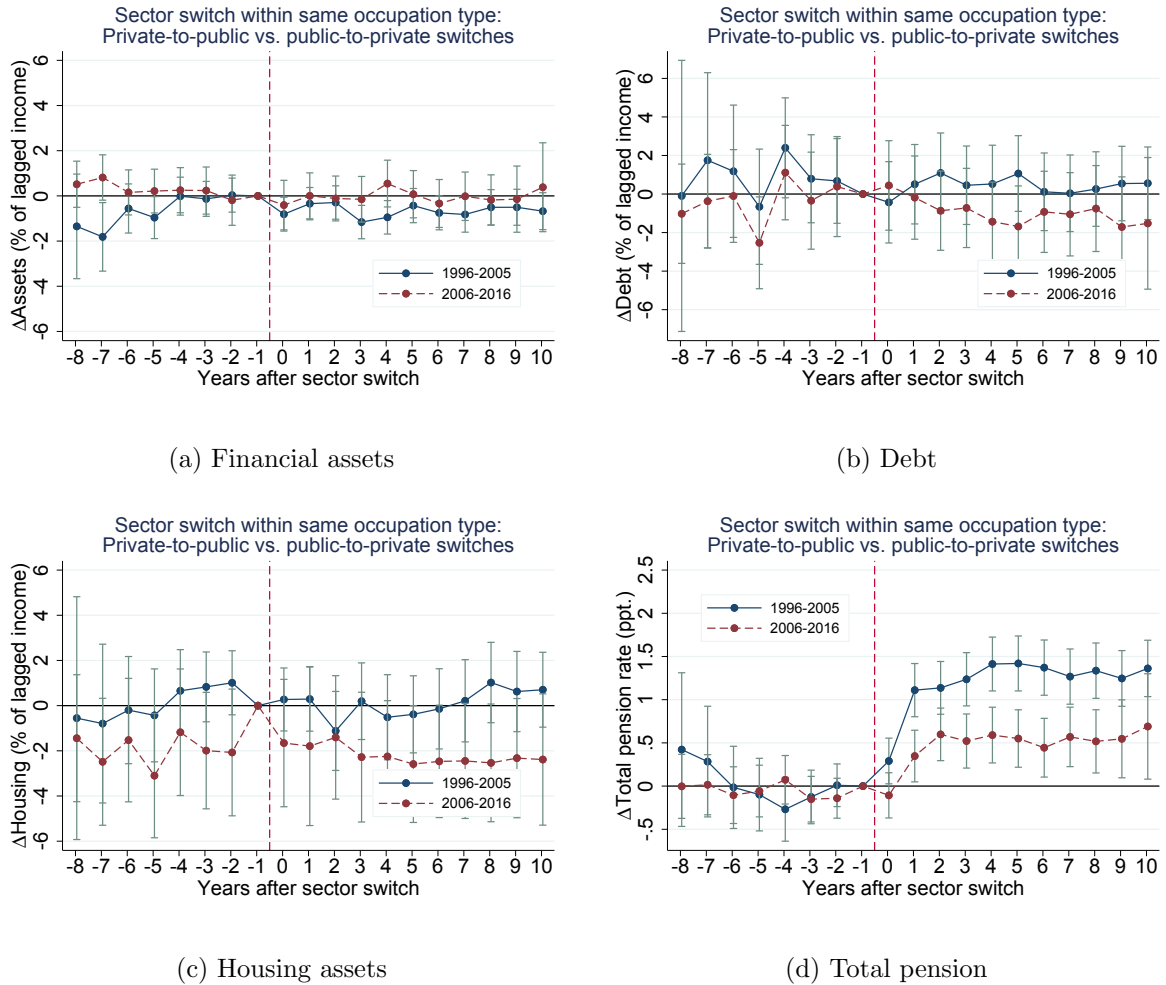 Sector switch within same occupation type:
Private-to-public vs. public-to-private switches
ΔAssets (% of lagged income)
6
4
2
0
-2
-4
-6
1996-2005
2006-2016
-8 -7 -6 -5 -4 -3 -2 -1 0 1 2 3 4 5 6 7 8 9 10
Years after sector switch
(a) Financial assets
Sector switch within same occupation type:
Private-to-public vs. public-to-private switches
ΔDebt (% of lagged income)
6
4
2
0
-2
-4
-6
1996-2005
2006-2016
-8 -7 -6 -5 -4 -3 -2 -1 0 1 2 3 4 5 6 7 8 9 10
Years after sector switch
(b) Debt
Sector switch within same occupation type:
Private-to-public vs. public-to-private switches
ΔHousing (% of lagged income)
6
4
2
0
-2
-4
-6
1996-2005
2006-2016
-8 -7 -6 -5 -4 -3 -2 -1 0 1 2 3 4 5 6 7 8 9 10
Years after sector switch
(c) Housing assets
Sector switch within same occupation type:
Private-to-public vs. public-to-private switches
ΔTotal pension rate (ppt.)
2.5
2
1.5
1
.5
0
-.5
1996-2005
2006-2016
-8 -7 -6 -5 -4 -3 -2 -1 0 1 2 3 4 5 6 7 8 9 10
Years after sector switch
(d) Total pension